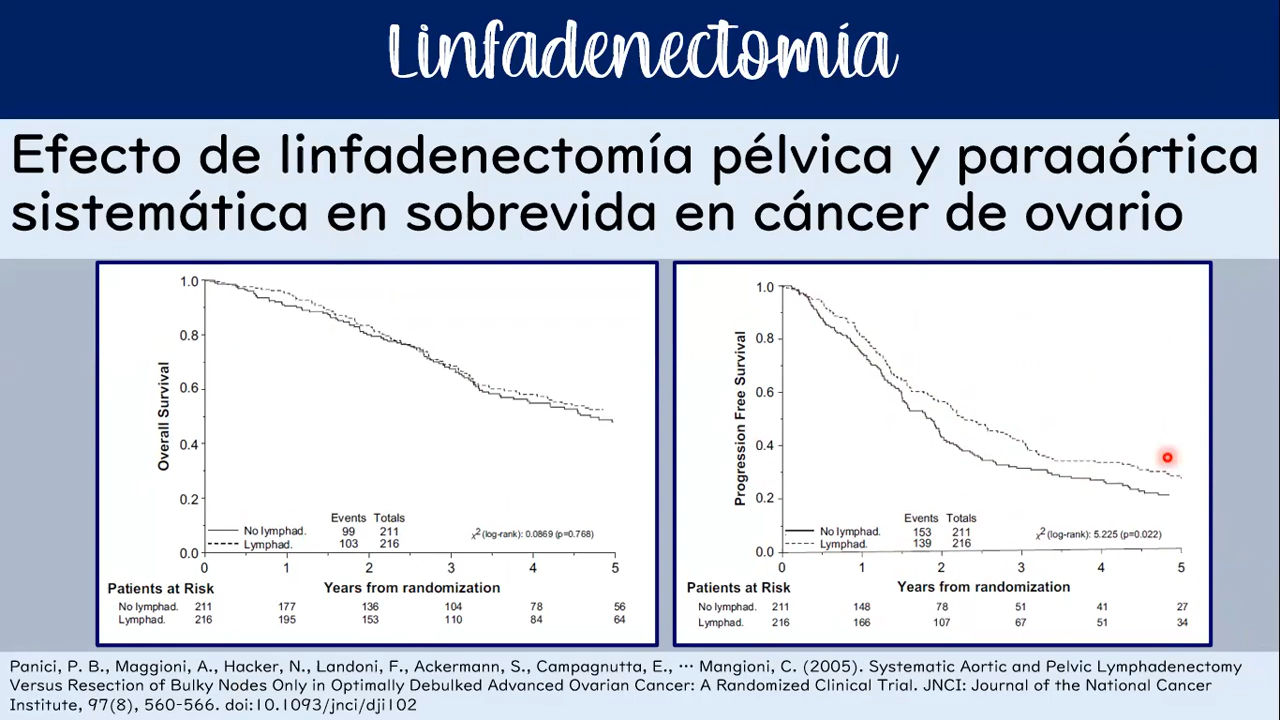 Linfadenectomía
Efecto de linfadenectomía pélvica y paraaórtica
sistemática en sobrevida en cáncer de ovario
Overall Survival
1.0
0.8
0.6
0.4
0.2
0.0
Events Totals
No lymphad. 99 211
Lymphad. 103 216
χ2 (log-rank): 0.0869 (p=0.768)
0 1 2 3 4 5
Patients at Risk Years from randomization
No lymphad. 211 177 136 104 78 56
Lymphad. 216 195 153 110 84 64
Progression Free Survival
1.0
0.8
0.6
0.4
0.2
0.0
Events Totals
No lymphad. 153 211
Lymphad. 139 216
χ2 (log-rank): 5.225 (p=0.022)
0 1 2 3 4 5
Patients at Risk Years from randomization
No lymphad. 211 148 78 51 41 27
Lymphad. 216 166 107 67 51 34
Panici, P. B., Maggioni, A., Hacker, N., Landoni, F., Ackermann, S., Campagnutta, E., … Mangioni, C. (2005). Systematic Aortic and Pelvic Lymphadenectomy
Versus Resection of Bulky Nodes Only in Optimally Debulked Advanced Ovarian Cancer: A Randomized Clinical Trial. JNCI: Journal of the National Cancer
Institute, 97(8), 560-566. doi:10.1093/jnci/dji102